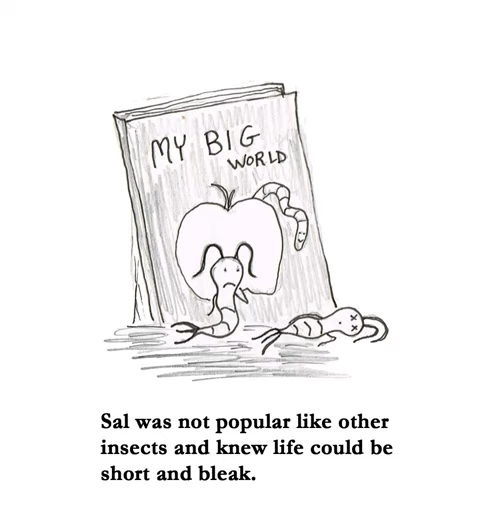 MY BIG
WORLD
Sal was not popular like other
insects and knew life could be
short and bleak.